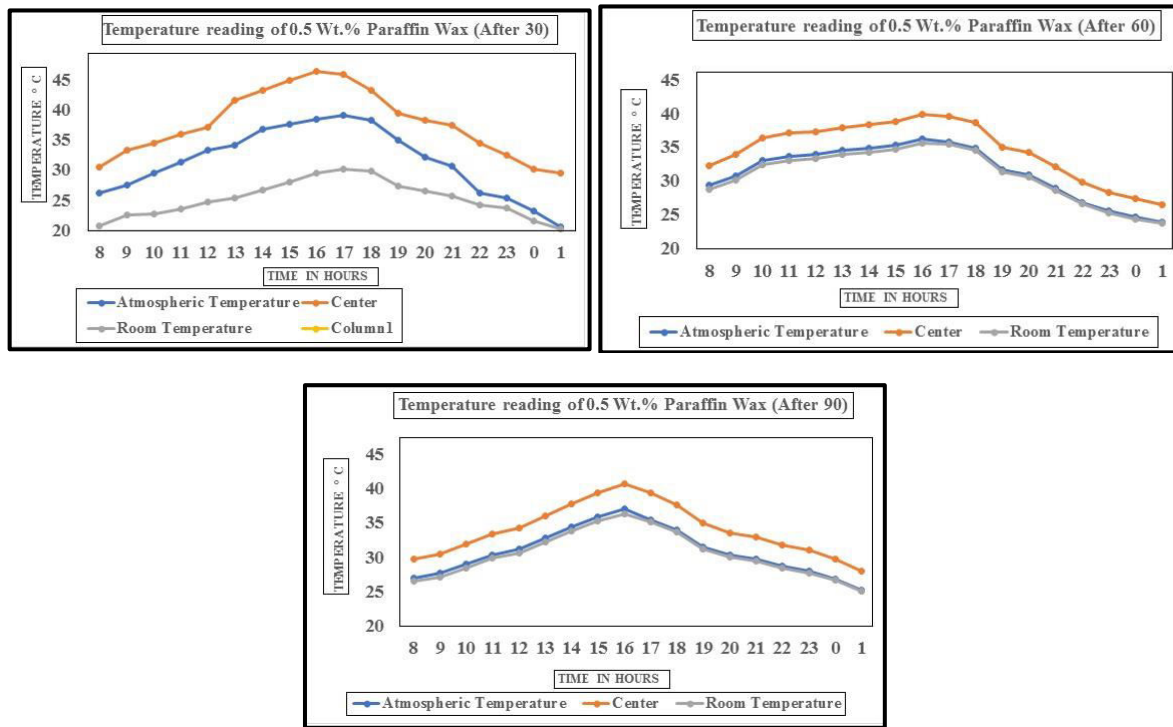 Temperature reading of 0.5 Wt.% Paraffin Wax (After 30)
TEMPERATURE ° C
45
40
35
30
25
20
8 9 10 11 12 13 14 15 16 17 18 19 20 21 22 23 0 1
TIME IN HOURS
Atmospheric Temperature Center
Room Temperature Column1
Temperature reading of 0.5 Wt.% Paraffin Wax (After 60)
TEMPERATURE ° C
45
40
35
30
25
20
8 9 10 11 12 13 14 15 16 17 18 19 20 21 22 23 0 1
TIME IN HOURS
Atmospheric Temperature Center Room Temperature
Temperature reading of 0.5 Wt.% Paraffin Wax (After 90)
TEMPERATURE ° C
45
40
35
30
25
20
8 9 10 11 12 13 14 15 16 17 18 19 20 21 22 23 0 1
TIME IN HOURS
Atmospheric Temperature Center Room Temperature